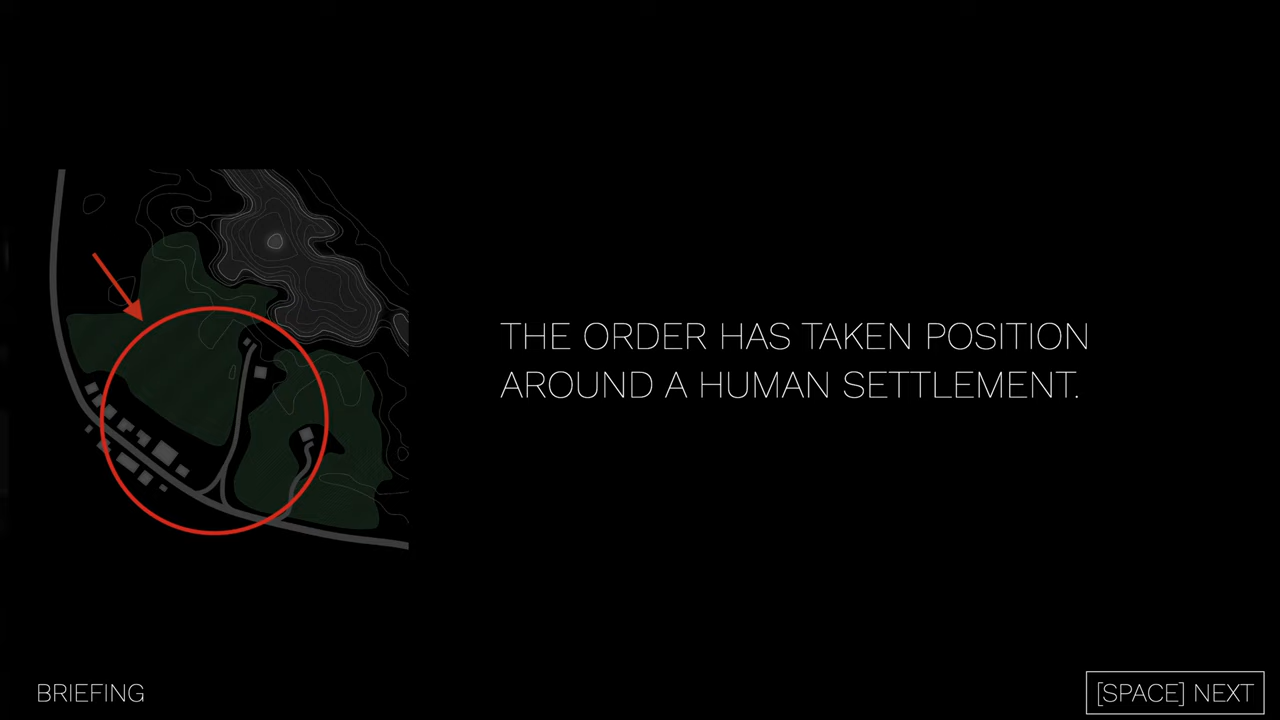 THE ORDER HAS TAKEN POSITION
AROUND A HUMAN SETTLEMENT.
BRIEFING
[SPACE] NEXT